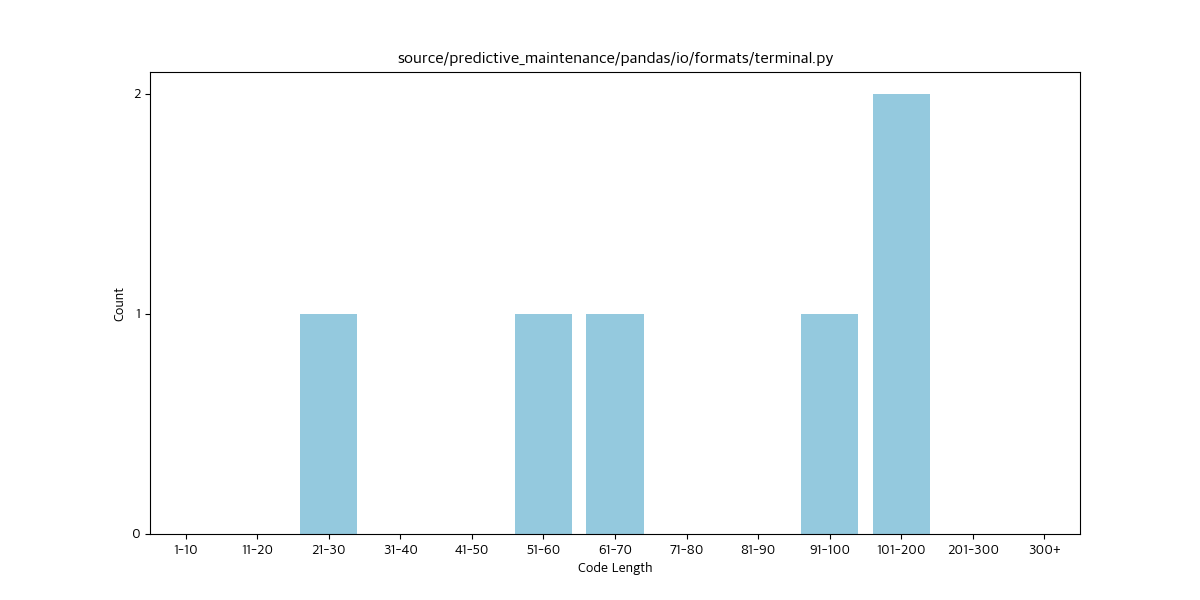 source/predictive_maintenance/pandas/io/formats/terminal.py
2
1
0
Count
1-10 11-20 21-30 31-40 41-50 51-60 61-70 71-80 81-90 91-100 101-200 201-300 300+
Code Length